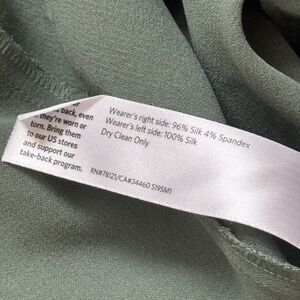 back, even
they're worn or
torn. Bring them
to our US stores
and support our
take-back program.
Wearer's right side: 96% Silk 4% Spandex
Wearer's left side: 100% Silk
Dry Clean Only
RN#78121/CA#34460 S19SM1